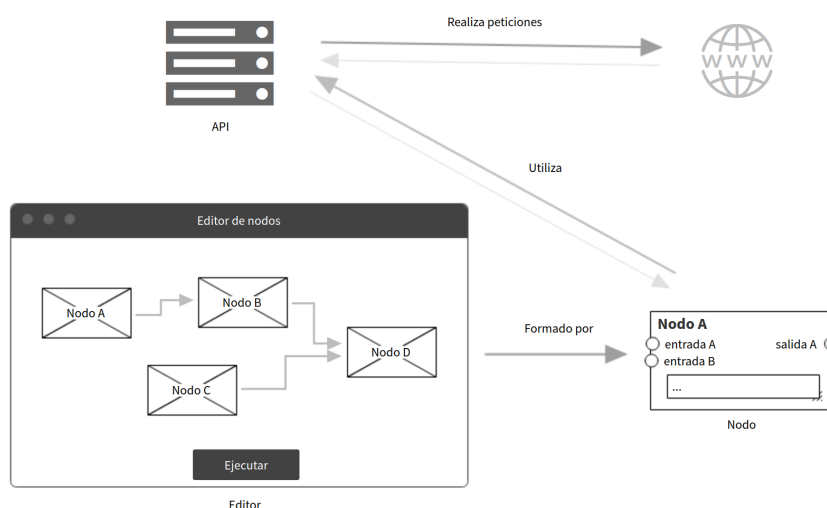 Realiza peticiones
WWW
API
Utiliza
Editor de nodos
Nodo A
Nodo B
Nodo C
Nodo D
Ejecutar
Editor
Formado por
Nodo A
entrada A
salida A
entrada B
...
Nodo